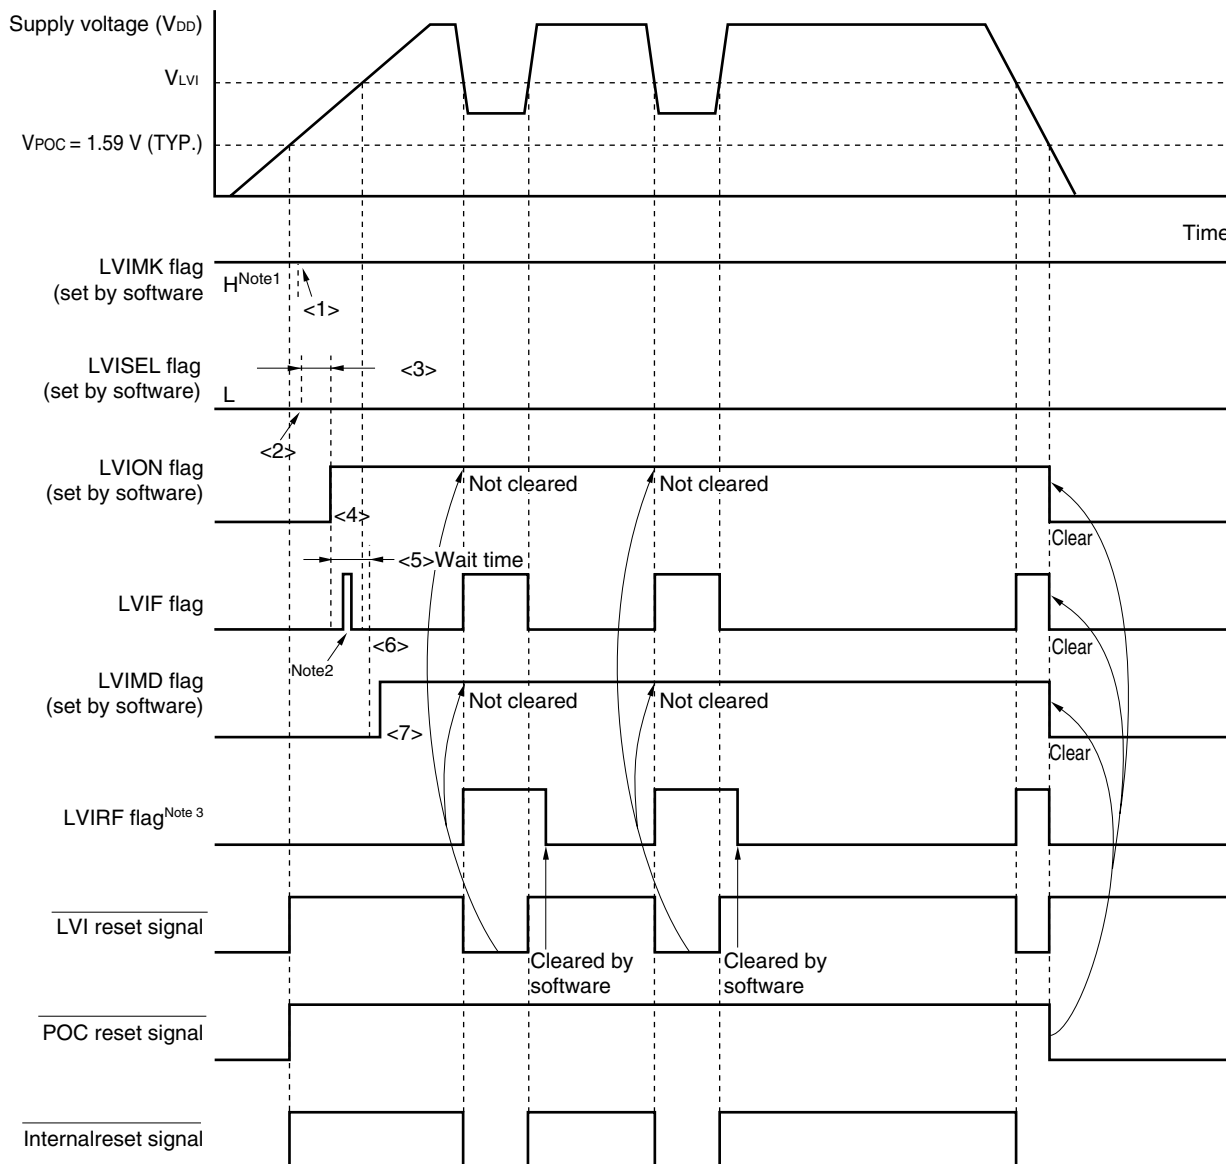 Supply voltage (VDD)
VLVI
VPOC = 1.59 V (TYP.)
Time
LVIMK flag
(set by software
HNote1
<1>
LVISEL flag
(set by software)
<3>
L
<2>
LVION flag
(set by software)
Not cleared
Not cleared
<4>
Clear
<5>Wait time
LVIF flag
<6>
Note2
Clear
LVIMD flag
(set by software)
Not cleared
Not cleared
<7>
Clear
LVIRF flagNote 3
LVI reset signal
Cleared by
software
Cleared by
software
POC reset signal
Internalreset signal